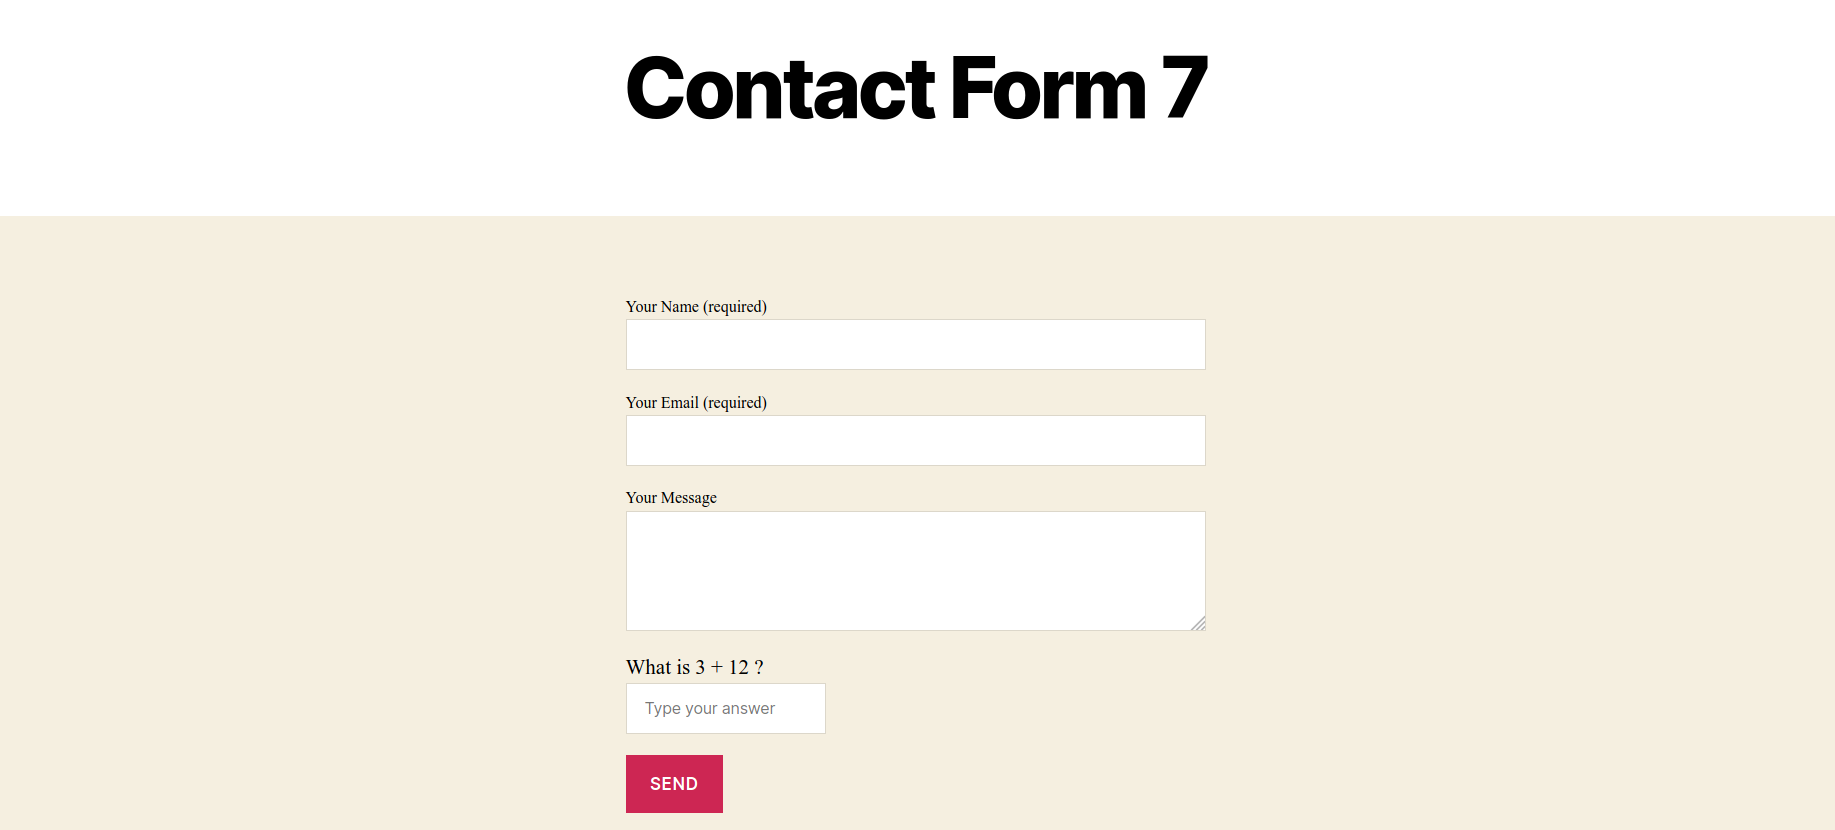 Contact Form 7
Your Name (required)
Your Email (required)
Your Message
What is 3 + 12 ?
Type your answer
SEND